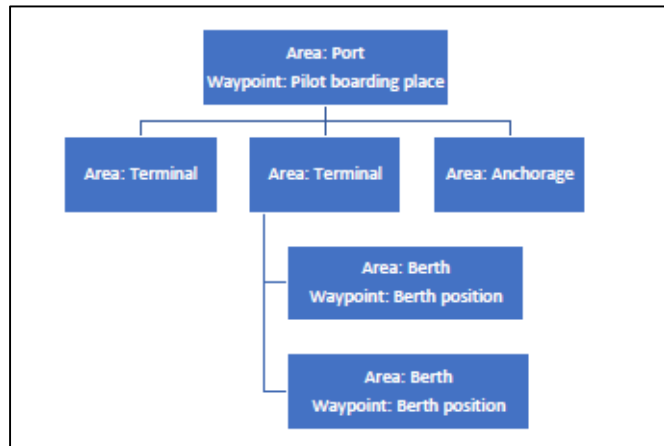 Area: Port
Waypoint: Pilot boarding place
Area: Terminal
Area: Terminal
Area: Anchorage
Area: Berth
Waypoint: Berth position
Area: Berth
Waypoint: Berth position